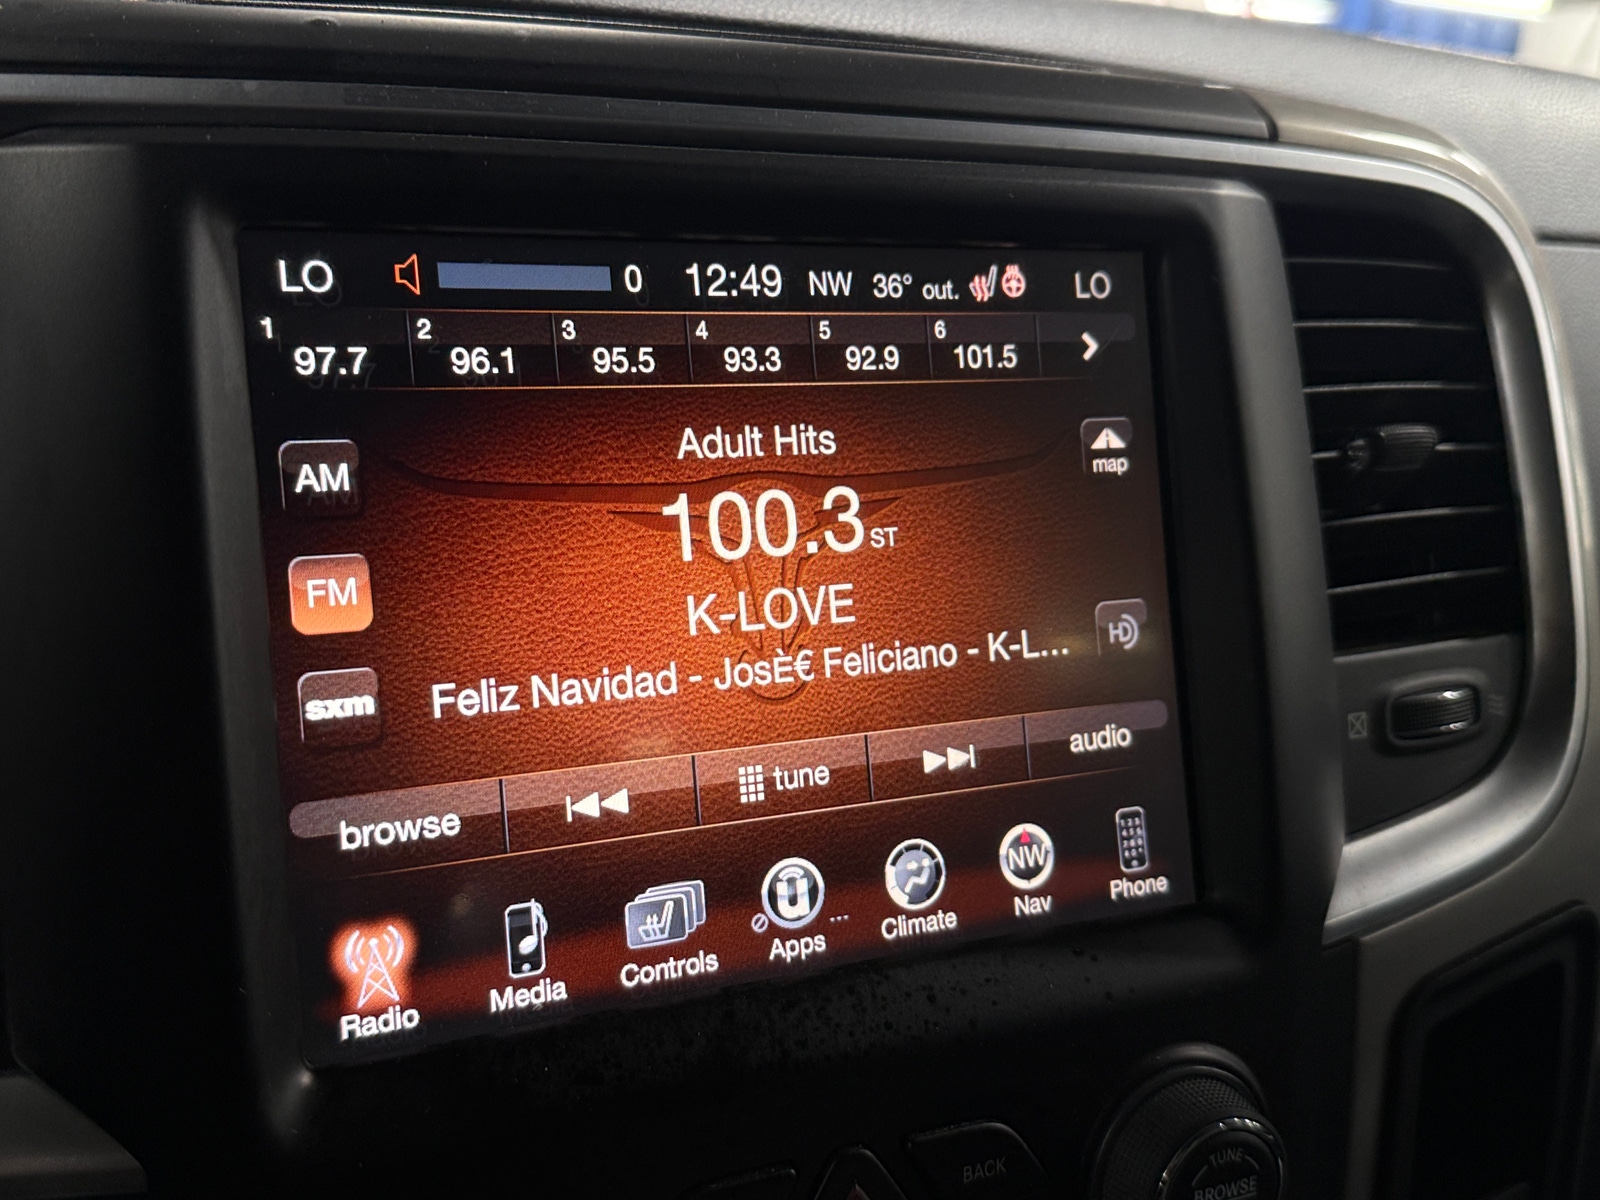 LO 0 12:49 NW 36° out. LO
1 2 3 4 5 6
97.7 96.1 95.5 93.3 92.9 101.5
Adult Hits
map
AM
100.3 ST
FM
K-LOVE
HD
sxm
Feliz Navidad - JosÈ€ Feliciano - K-L...
browse tune audio
Radio Media Controls Apps ... Climate NW Nav Phone
BACK
TUNE
BROWSE